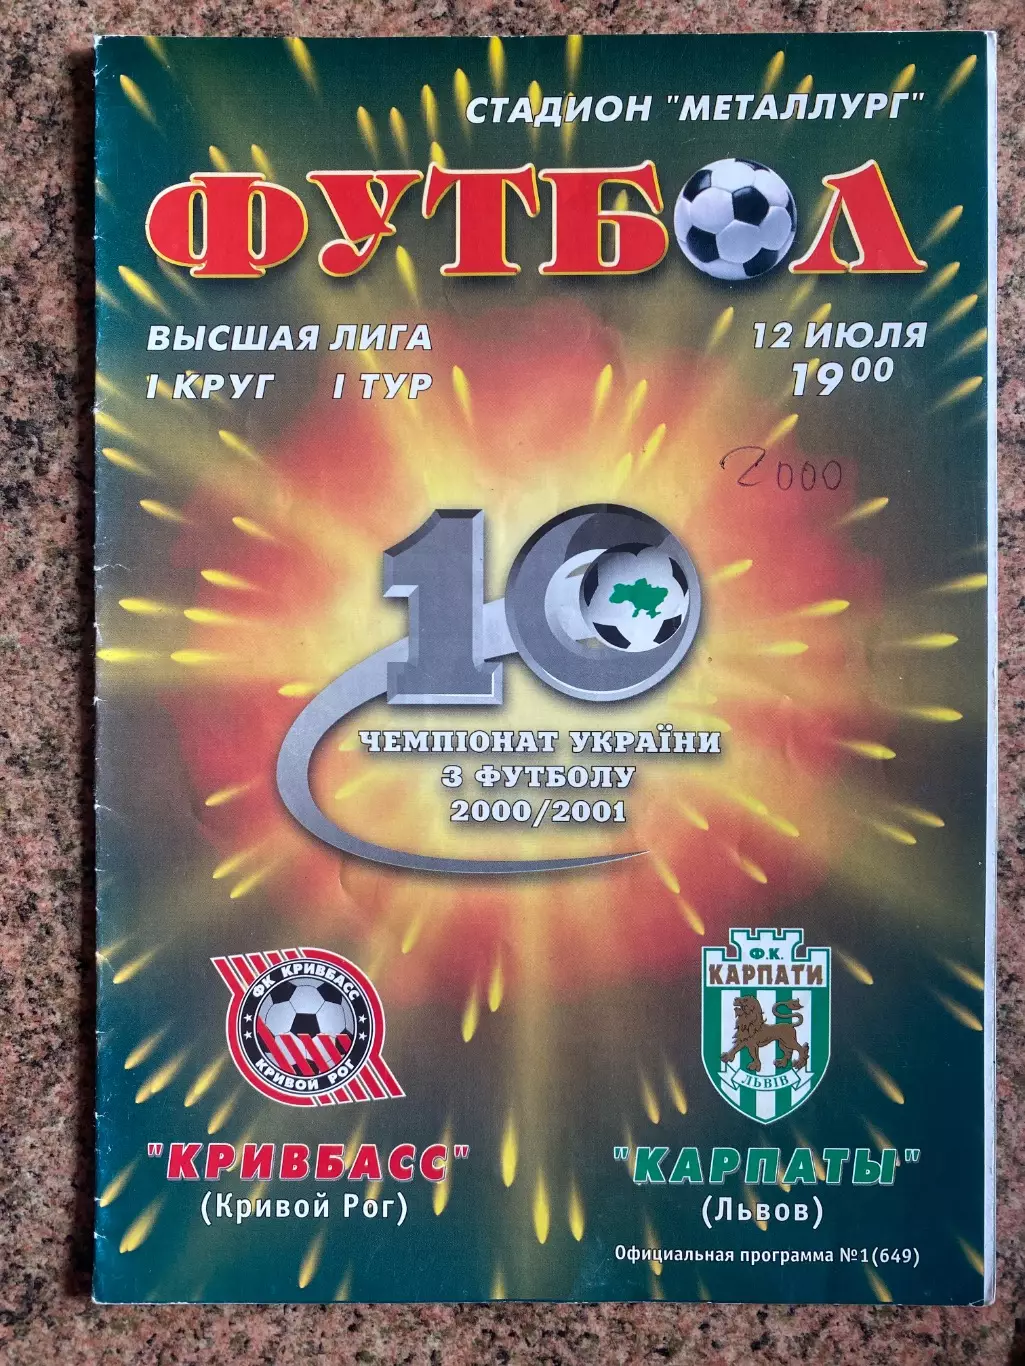 СТАДИОН "МЕТАЛЛУРГ"
ФУТБОЛ
ВЫСШАЯ ЛИГА
I КРУГ I ТУР
12 ИЮЛЯ
19 00
2000
10
ЧЕМПІОНАТ УКРАЇНИ
З ФУТБОЛУ
2000/2001
ФК КРИВБАСС
КРИВОЙ РОГ
Ф.К.
КАРПАТИ
ЛЬВІВ
"КРИВБАСС"
(Кривой Рог)
"КАРПАТЫ"
(Львов)
Официальная программа №1(649)